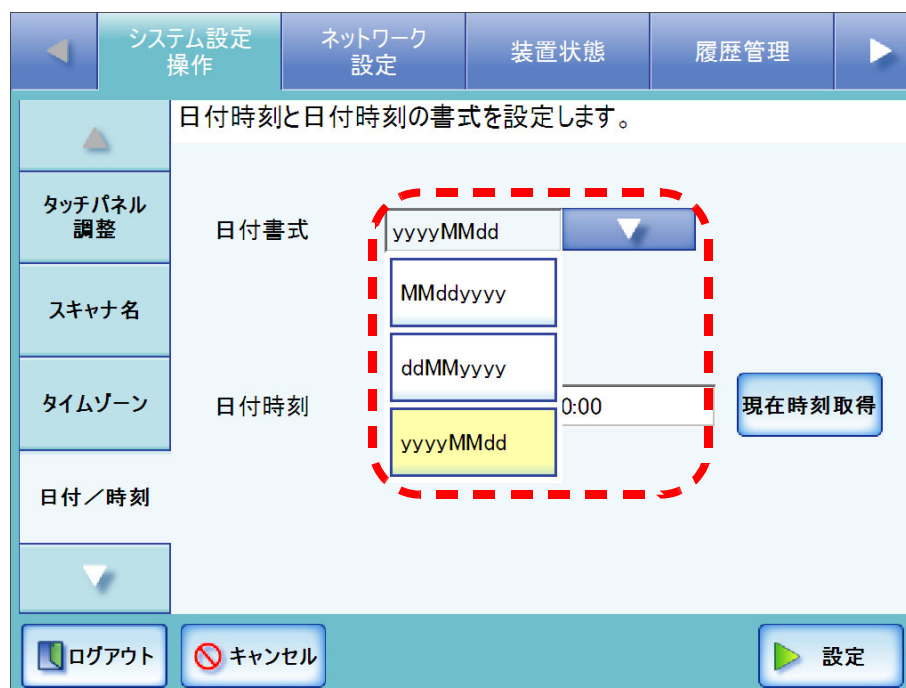 システム設定
操作
ネットワーク
設定
装置状態
履歴管理
日付時刻と日付時刻の書式を設定します。
タッチパネル
調整
スキャナ名
タイムゾーン
日付／時刻
日付書式
yyyyMMdd
MMddyyyy
ddMMyyyy
yyyyMMdd
日付時刻
0:00
現在時刻取得
ログアウト
キャンセル
設定